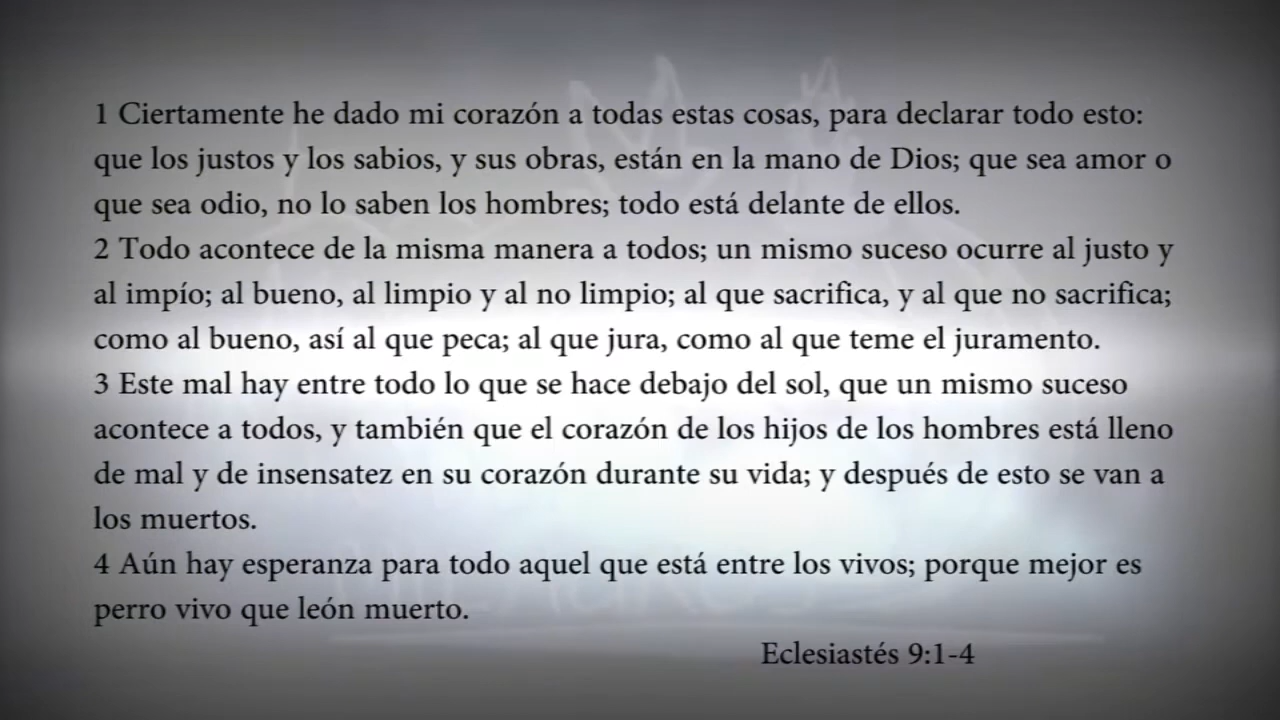 1 Ciertamente he dado mi corazón a todas estas cosas, para declarar todo esto:
que los justos y los sabios, y sus obras, están en la mano de Dios; que sea amor o
que sea odio, no lo saben los hombres; todo está delante de ellos.
2 Todo acontece de la misma manera a todos; un mismo suceso ocurre al justo y
al impío; al bueno, al limpio y al no limpio; al que sacrifica, y al que no sacrifica;
como al bueno, así al que peca; al que jura, como al que teme el juramento.
3 Este mal hay entre todo lo que se hace debajo del sol, que un mismo suceso
acontece a todos, y también que el corazón de los hijos de los hombres está lleno
de mal y de insensatez en su corazón durante su vida; y después de esto se van a
los muertos.
4 Aún hay esperanza para todo aquel que está entre los vivos; porque mejor es
perro vivo que león muerto.
Eclesiastés 9:1-4